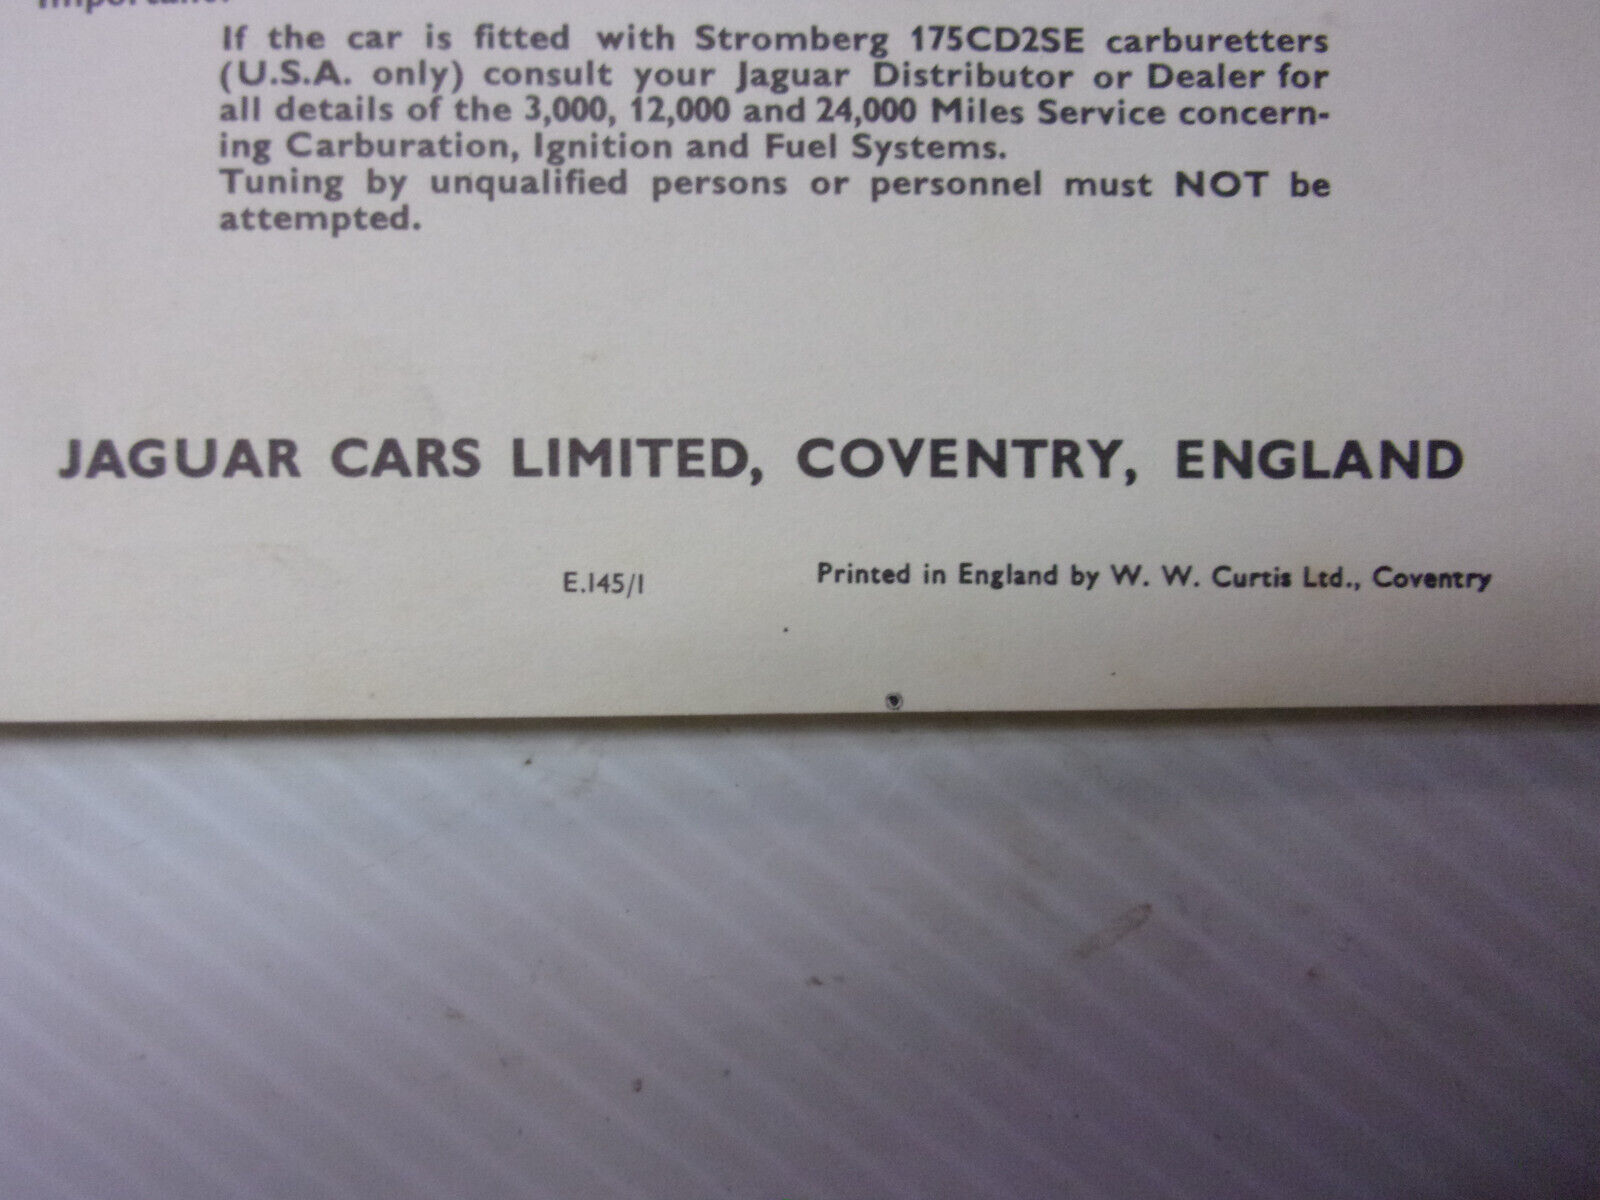 If the car is fitted with Stromberg 175CD2SE carburetters
(U.S.A. only) consult your Jaguar Distributor or Dealer for
all details of the 3,000, 12,000 and 24,000 Miles Service concern-
ing Carburation, Ignition and Fuel Systems.
Tuning by unqualified persons or personnel must NOT be
attempted.
JAGUAR CARS LIMITED, COVENTRY, ENGLAND
E.145/1
Printed in England by W. W. Curtis Ltd., Coventry